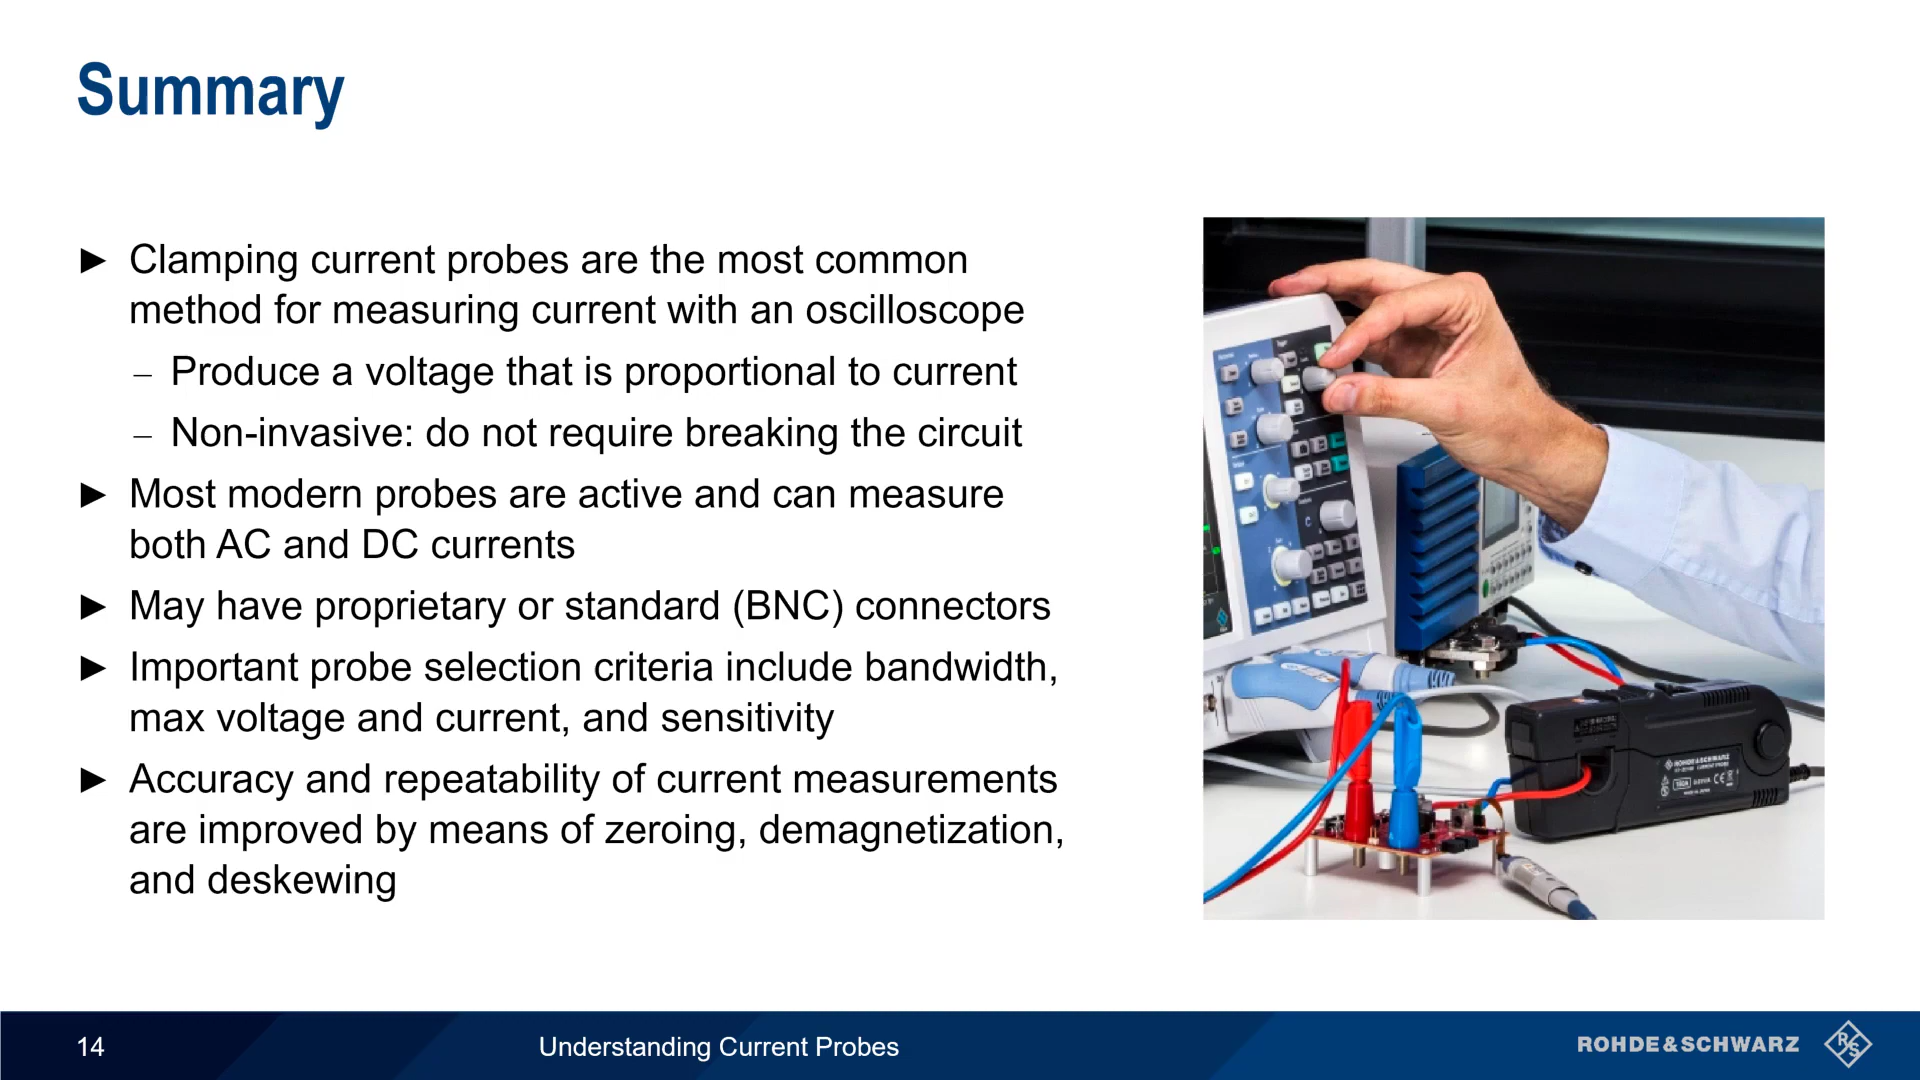 Summary
► Clamping current probes are the most common
method for measuring current with an oscilloscope
– Produce a voltage that is proportional to current
– Non-invasive: do not require breaking the circuit
► Most modern probes are active and can measure
both AC and DC currents
► May have proprietary or standard (BNC) connectors
► Important probe selection criteria include bandwidth,
max voltage and current, and sensitivity
► Accuracy and repeatability of current measurements
are improved by means of zeroing, demagnetization,
and deskewing
ROHDE&SCHWARZ
CURRENT PROBE
14
Understanding Current Probes
ROHDE&SCHWARZ